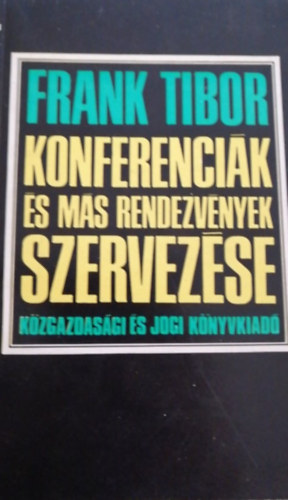 FRANK TIBOR
KONFERENCIÁK
ÉS MÁS RENDEZVÉNYEK
SZERVEZÉSE
KÖZGAZDASÁGI ÉS JOGI KÖNYVKIADÓ